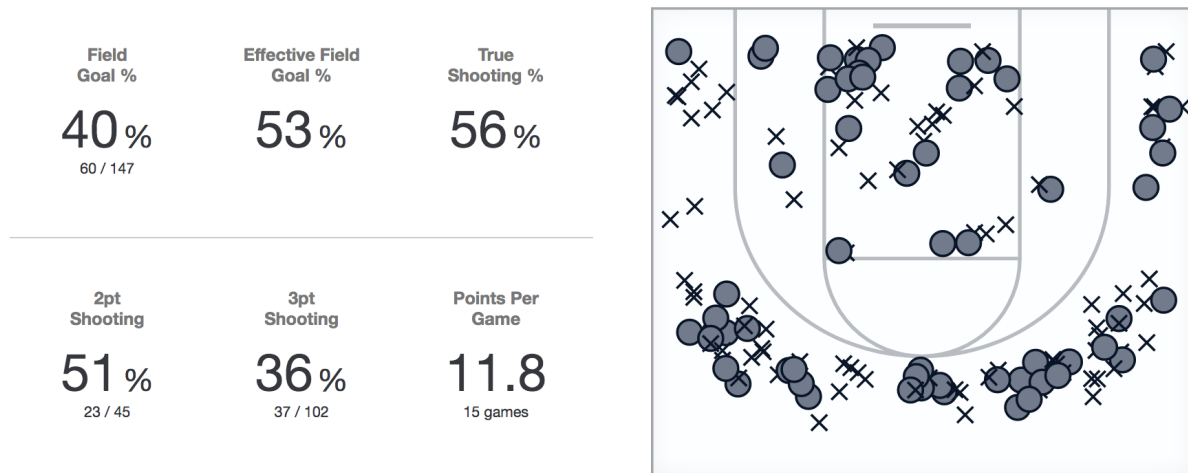 Field
Goal %
Effective Field
Goal %
True
Shooting %
40 %
53 %
56 %
60 / 147
2pt
Shooting
3pt
Shooting
Points Per
Game
51 %
36 %
11.8
23 / 45
37 / 102
15 games